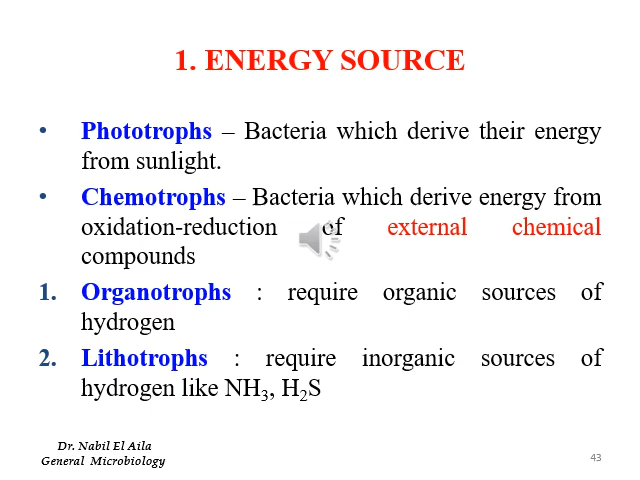 1. ENERGY SOURCE
• Phototrophs – Bacteria which derive their energy
from sunlight.
• Chemotrophs – Bacteria which derive energy from
oxidation-reduction of external chemical
compounds
1. Organotrophs : require organic sources of
hydrogen
2. Lithotrophs : require inorganic sources of
hydrogen like NH₃, H₂S
Dr. Nabil El Aila
General Microbiology
43